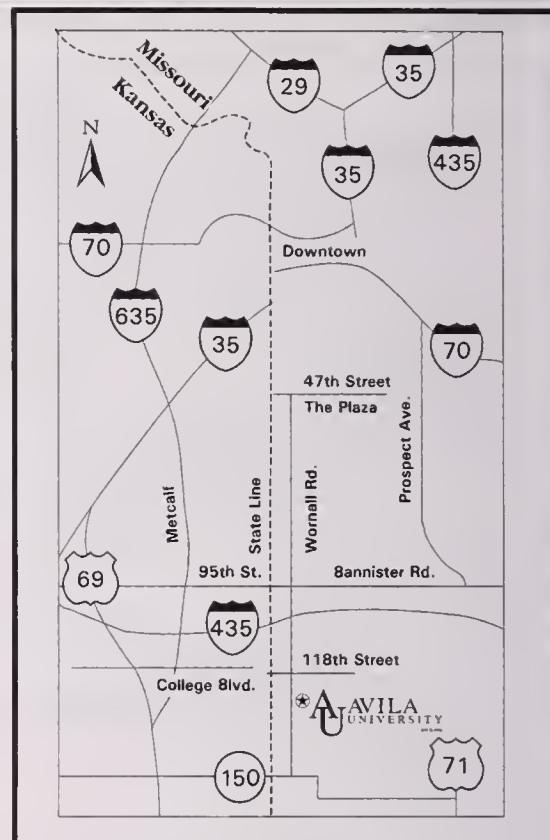 Missouri
Kansas
N
29
35
435
35
70
Downtown
635
35
70
47th Street
The Plaza
Prospect Ave.
Wornall Rd.
State Line
Metcalf
69
95th St.
8annister Rd.
435
118th Street
College 8lvd.
AU AVILA
UNIVERSITY
150
71